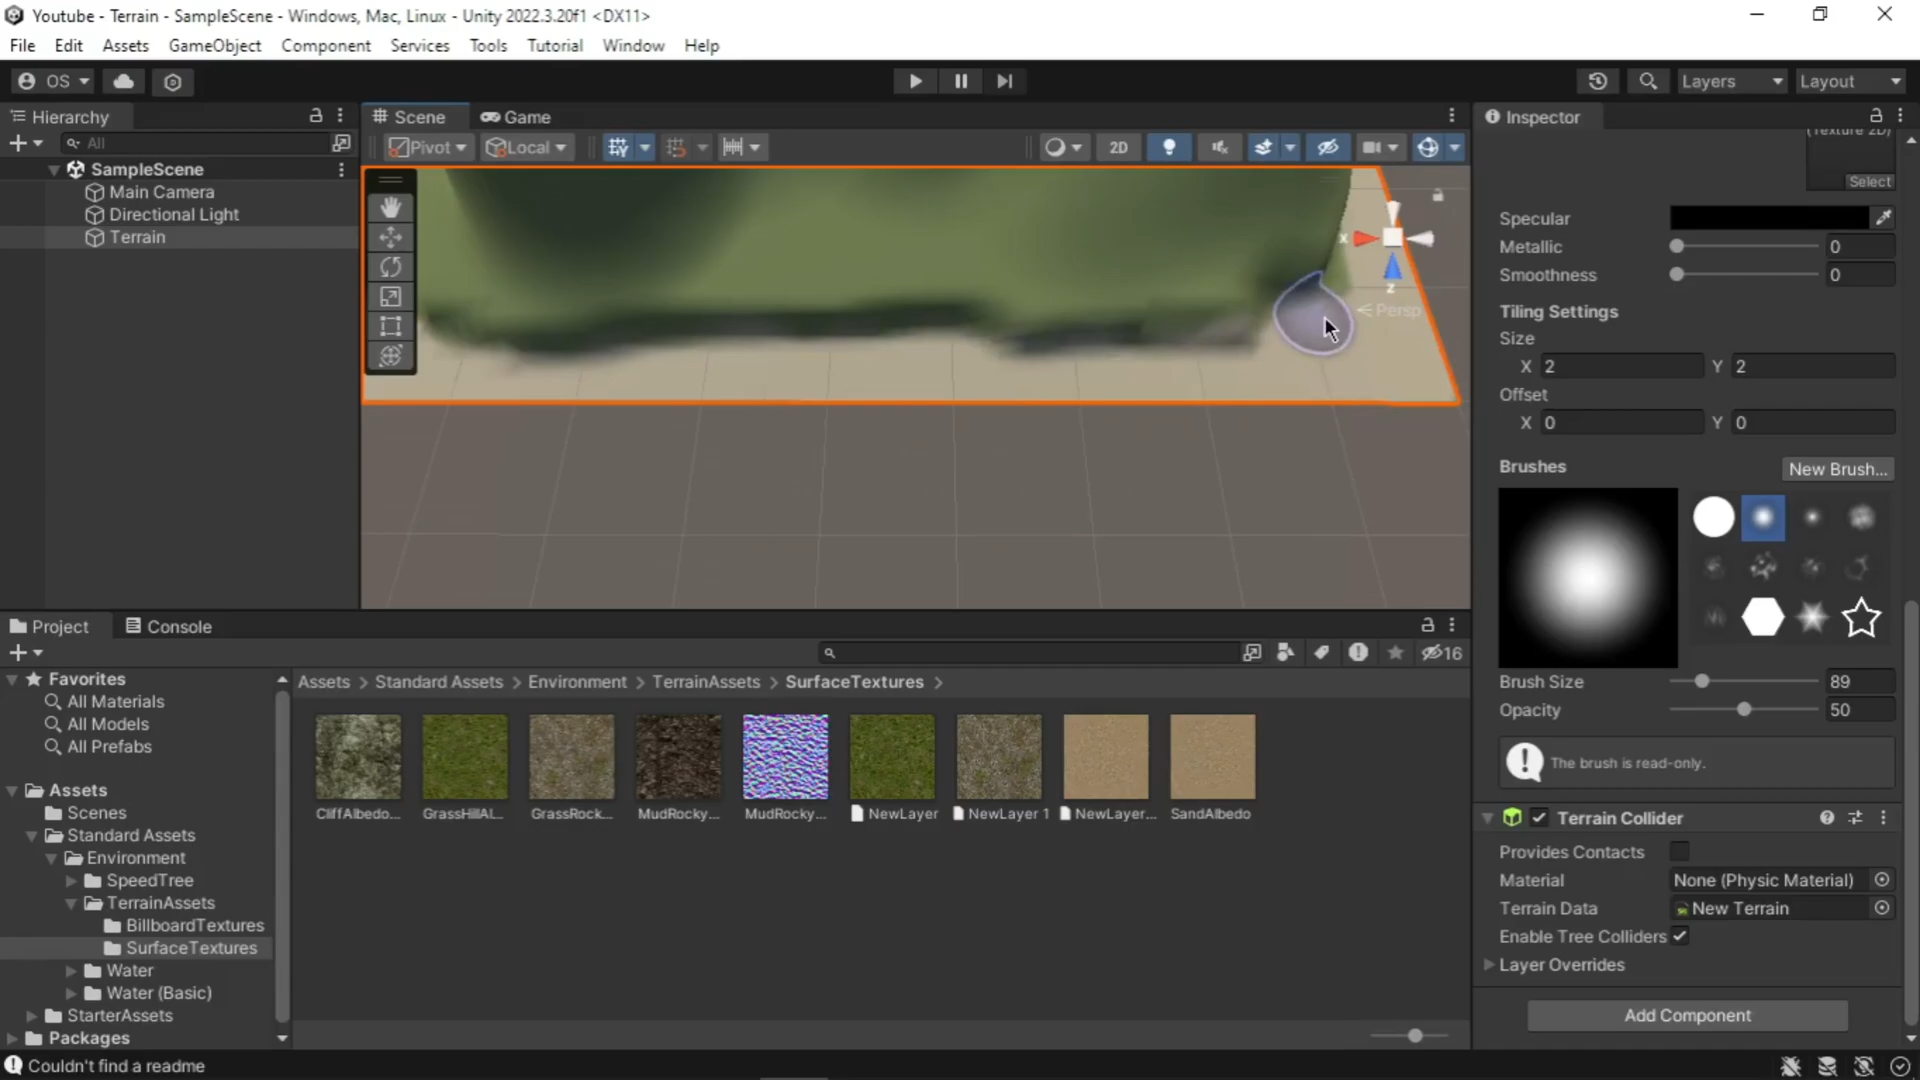 Youtube - Terrain - SampleScene - Windows, Mac, Linux - Unity 2022.3.20f1 <DX11>
File Edit Assets GameObject Component Services Tools Tutorial Window Help
OS Layers Layout
Hierarchy
All
SampleScene
Main Camera
Directional Light
Terrain
Scene Game
Pivot Local 2D
x
z
Persp
Inspector
(Texture 2D)
Select
Specular
Metallic 0
Smoothness 0
Tiling Settings
Size
X 2 Y 2
Offset
X 0 Y 0
Brushes New Brush...
Brush Size 89
Opacity 50
The brush is read-only.
Terrain Collider
Provides Contacts
Material None (Physic Material)
Terrain Data New Terrain
Enable Tree Colliders
Layer Overrides
Add Component
Project Console
16
Favorites
All Materials
All Models
All Prefabs
Assets
Scenes
Standard Assets
Environment
SpeedTree
TerrainAssets
BillboardTextures
SurfaceTextures
Water
Water (Basic)
StarterAssets
Packages
Assets > Standard Assets > Environment > TerrainAssets > SurfaceTextures >
CliffAlbedo... GrassHillAl... GrassRock... MudRocky... MudRocky... NewLayer NewLayer 1 NewLayer... SandAlbedo
Couldn't find a readme